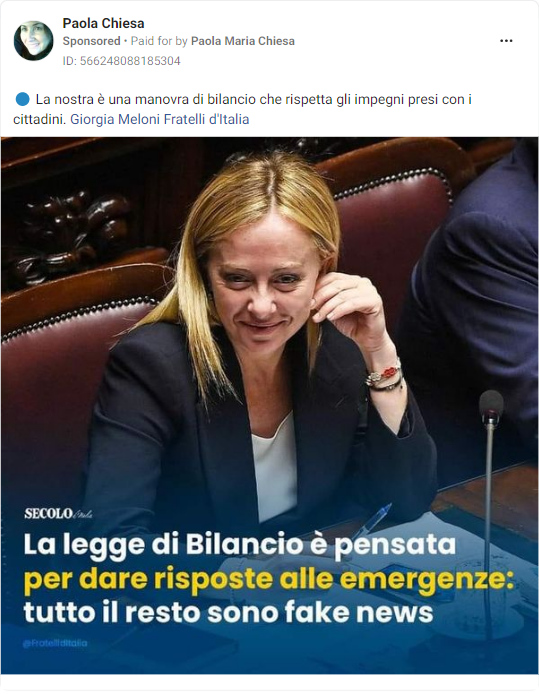 Paola Chiesa
Sponsored • Paid for by Paola Maria Chiesa
ID: 566248088185304
La nostra è una manovra di bilancio che rispetta gli impegni presi con i
cittadini. Giorgia Meloni Fratelli d'Italia
SECOLO d'Italia
La legge di Bilancio è pensata
per dare risposte alle emergenze:
tutto il resto sono fake news
@FratellidItalia